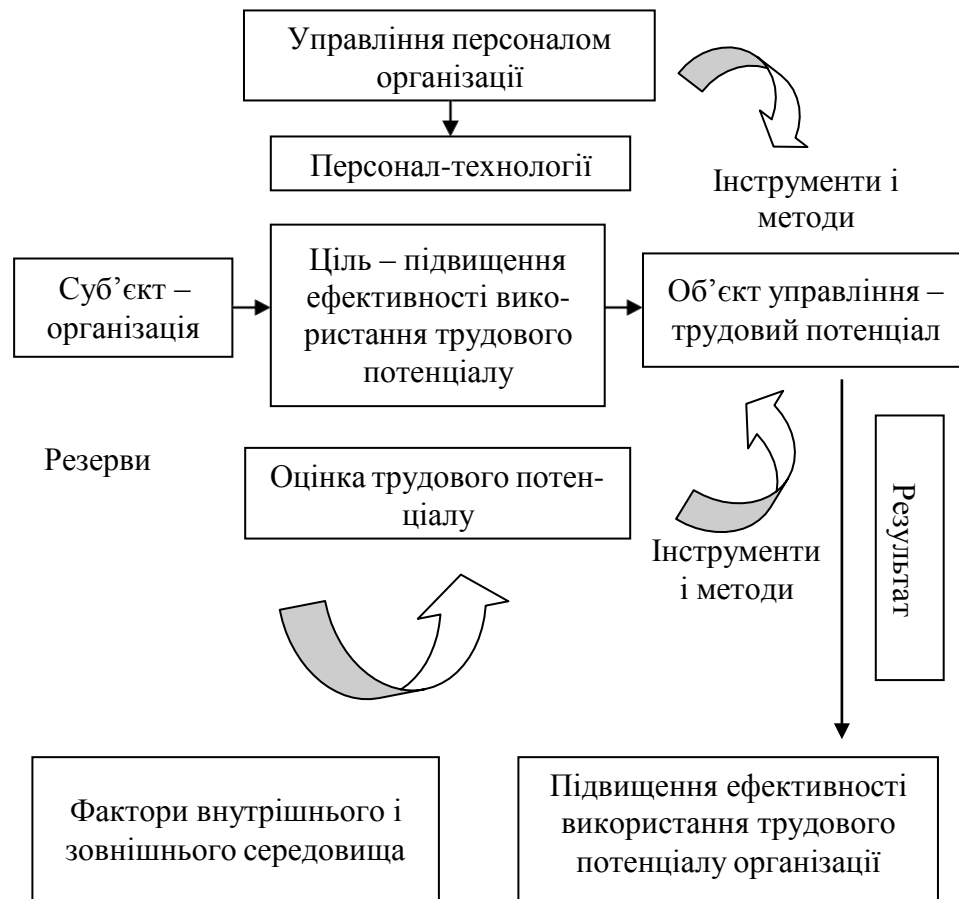 Управління персоналом
організації
Персонал-технології
Інструменти і
методи
Суб’єкт –
організація
Ціль – підвищення
ефективності вико-
ристання трудового
потенціалу
Об’єкт управління –
трудовий потенціал
Резерви
Оцінка трудового потен-
ціалу
Інструменти
і методи
Результат
Фактори внутрішнього і
зовнішнього середовища
Підвищення ефективності
використання трудового
потенціалу організації